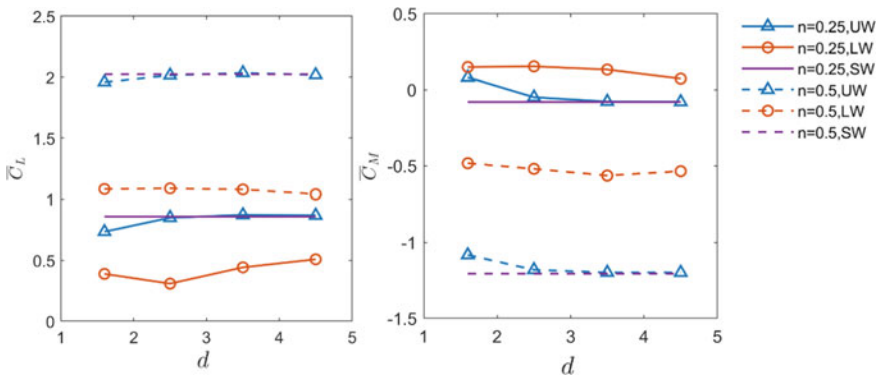 2.5
2
1.5
1
0.5
0
C̅_L
1 2 3 4 5
d
0.5
0
-0.5
-1
-1.5
C̅_M
1 2 3 4 5
d
n=0.25,UW
n=0.25,LW
n=0.25,SW
n=0.5,UW
n=0.5,LW
n=0.5,SW